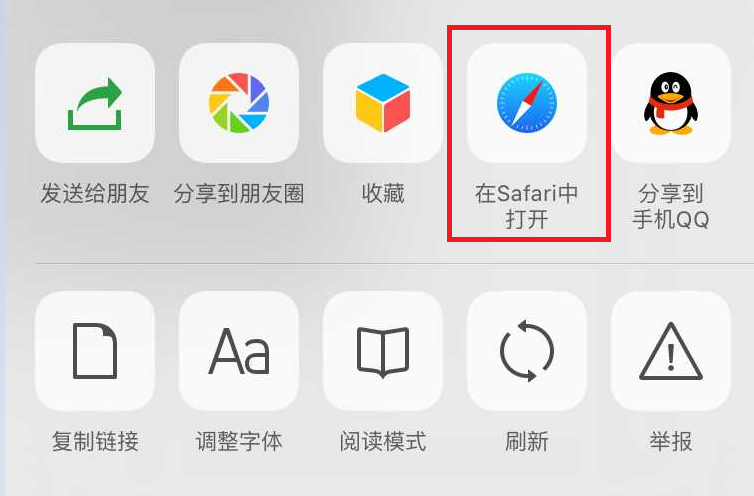 发送给朋友
分享到朋友圈
收藏
在Safari中
打开
分享到
手机QQ
Aa
复制链接
调整字体
阅读模式
刷新
举报